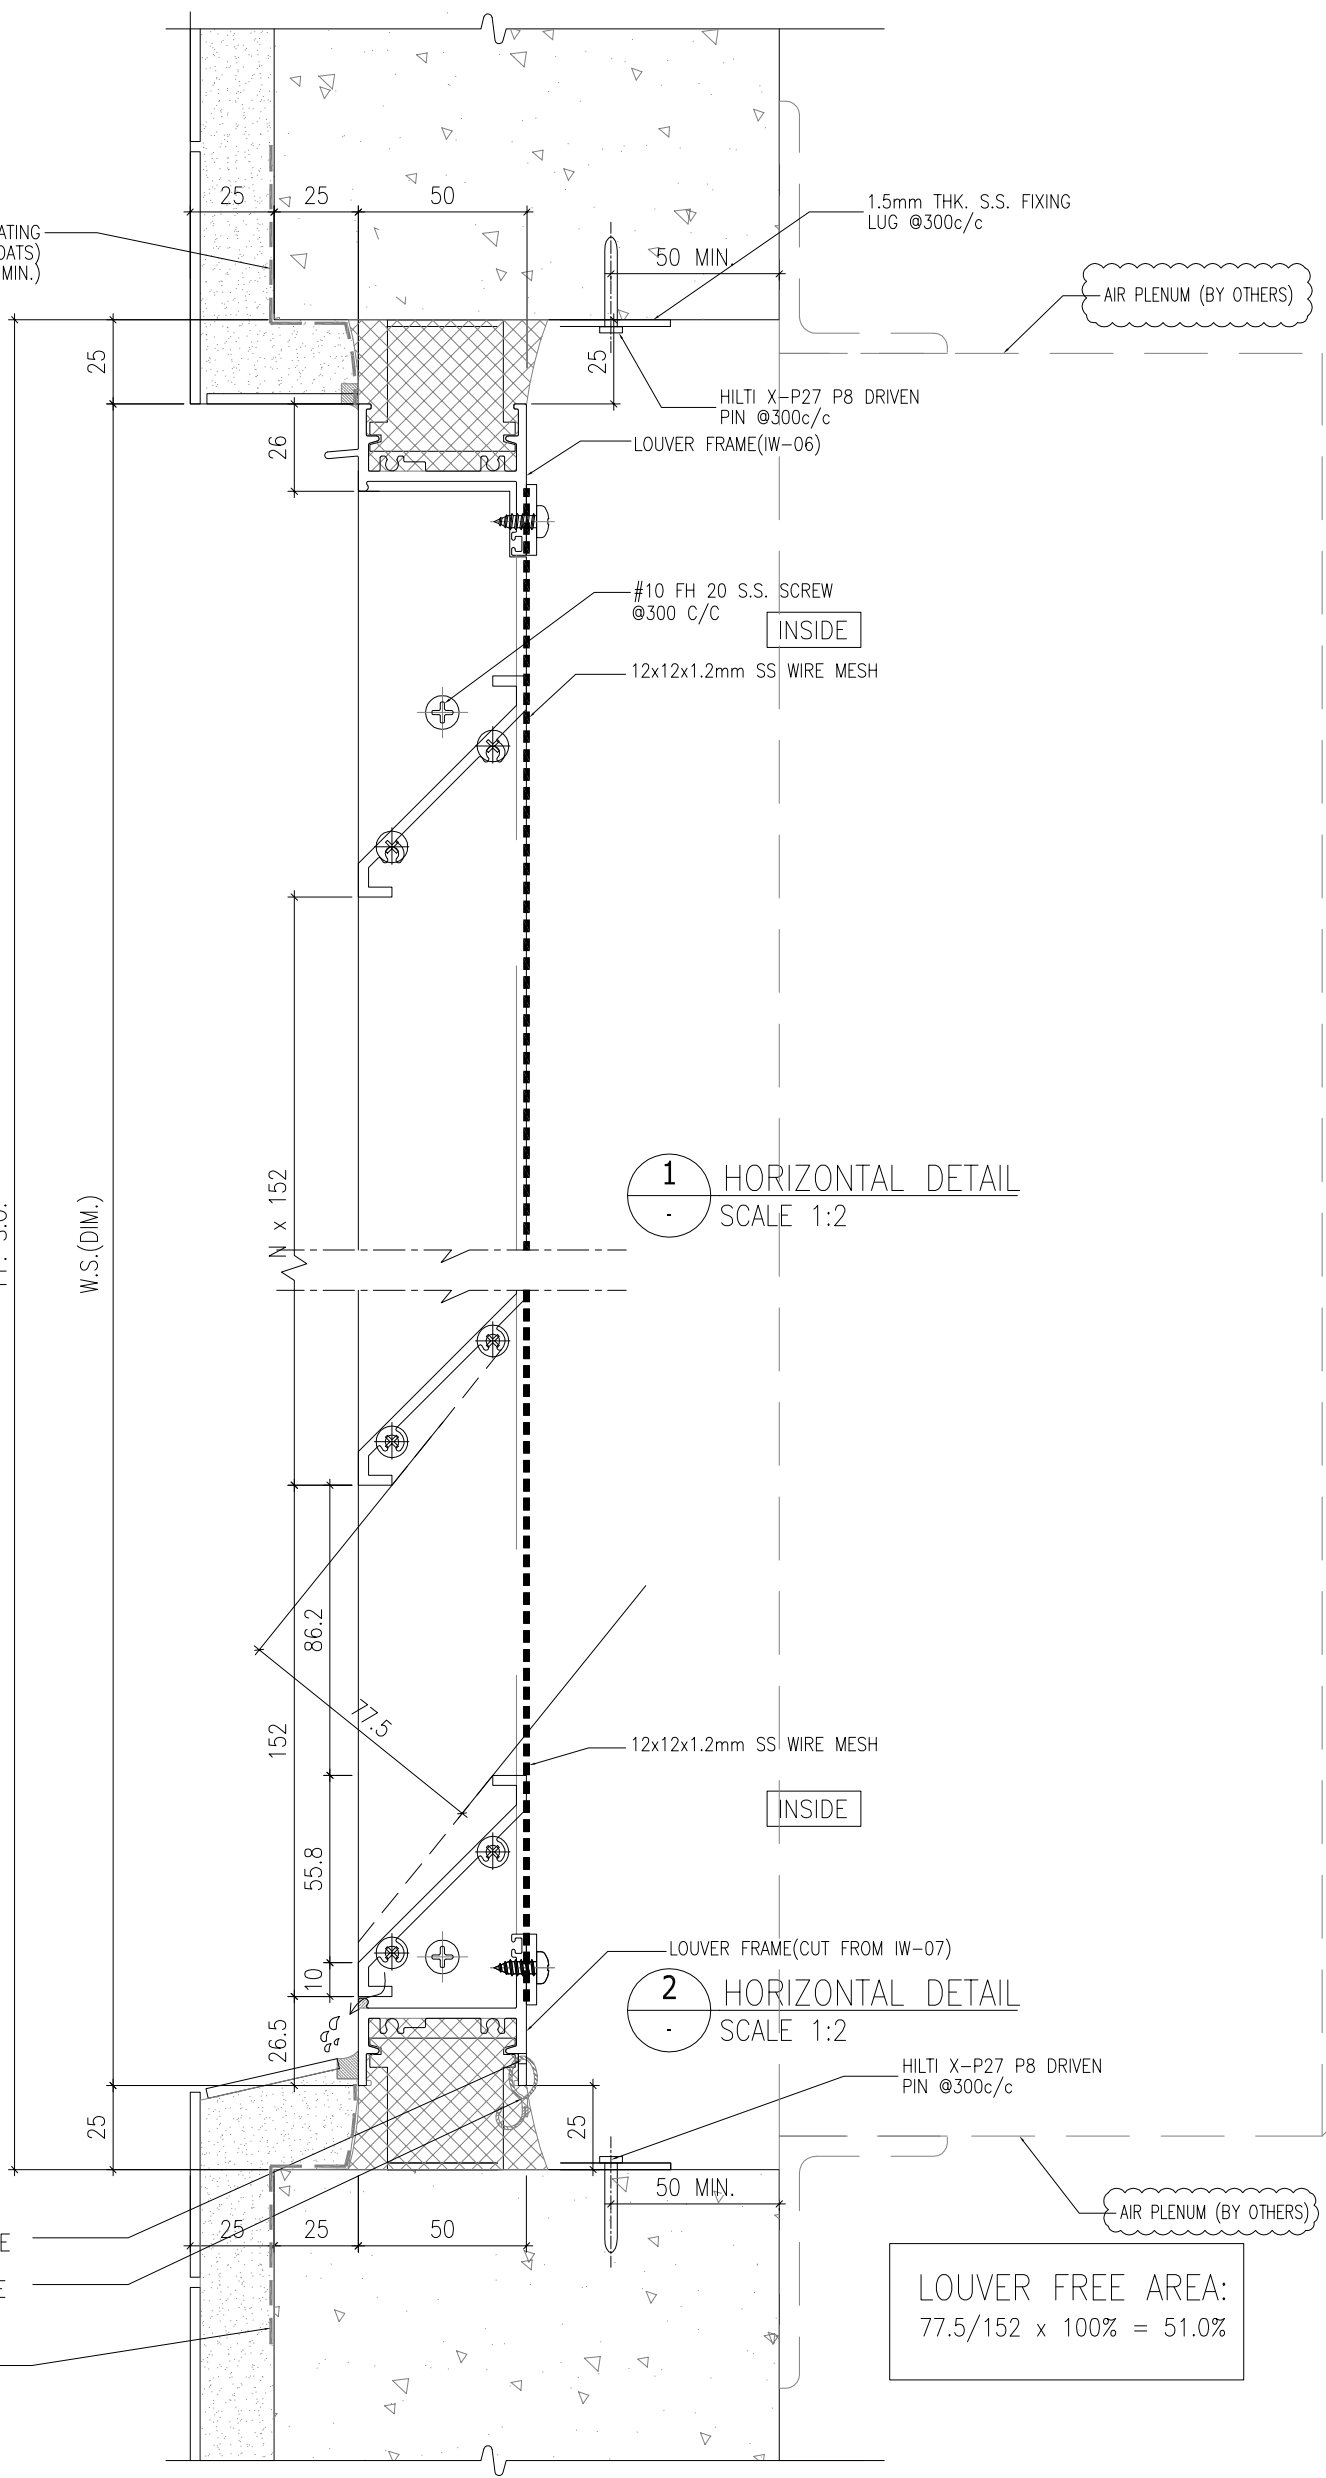 25
25
50
1.5mm THK. S.S. FIXING
LUG @300c/c
50 MIN.
AIR PLENUM (BY OTHERS)
OATS)
MIN.)
25
25
HILTI X-P27 P8 DRIVEN
PIN @300c/c
26
LOUVER FRAME(IW-06)
#10 FH 20 S.S. SCREW
@300 C/C
INSIDE
12x12x1.2mm SS WIRE MESH
N x 152
W.S.(DIM.)
S.O.
1
-
HORIZONTAL DETAIL
SCALE 1:2
86.2
77.5
152
12x12x1.2mm SS WIRE MESH
INSIDE
55.8
10
26.5
LOUVER FRAME(CUT FROM IW-07)
2
-
HORIZONTAL DETAIL
SCALE 1:2
HILTI X-P27 P8 DRIVEN
PIN @300c/c
25
25
50 MIN.
AIR PLENUM (BY OTHERS)
25
25
50
E
E
LOUVER FREE AREA:
77.5/152 x 100% = 51.0%